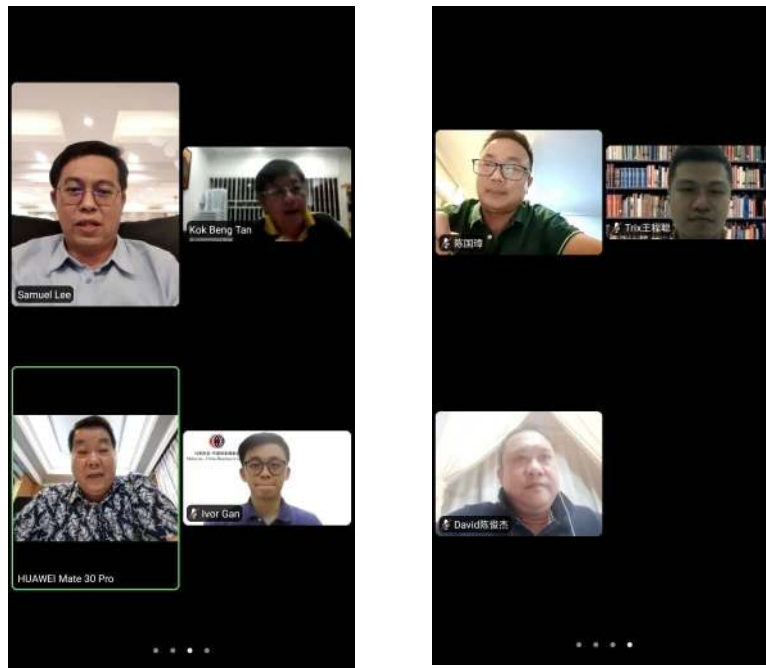 Samuel Lee
Kok Beng Tan
HUAWEI Mate 30 Pro
Ivor Gan
陈国璋
Trix王程聪
David陈俊杰